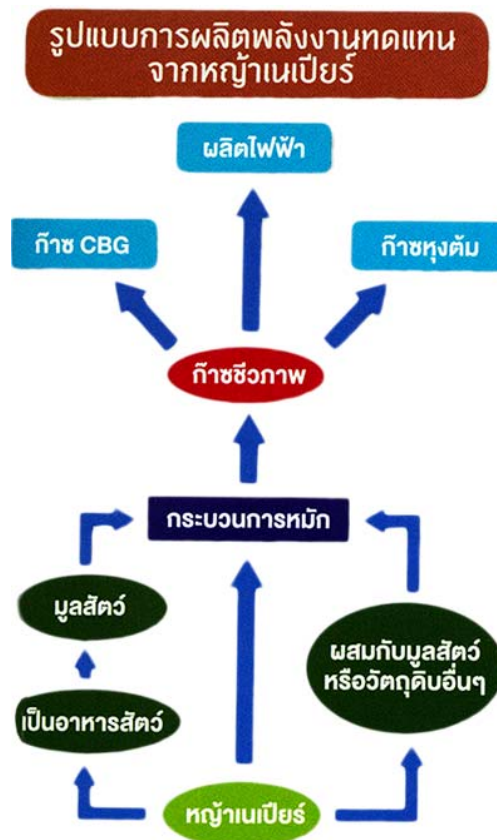 รูปแบบการผลิตพลังงานทดแทน
จากหญ้าเนเปียร์
ผลิตไฟฟ้า
ก๊าซ CBG
ก๊าซหุงต้ม
ก๊าซชีวภาพ
กระบวนการหมัก
มูลสัตว์
ผสมกับมูลสัตว์
หรือวัตถุดิบอื่นๆ
เป็นอาหารสัตว์
หญ้าเนเปียร์